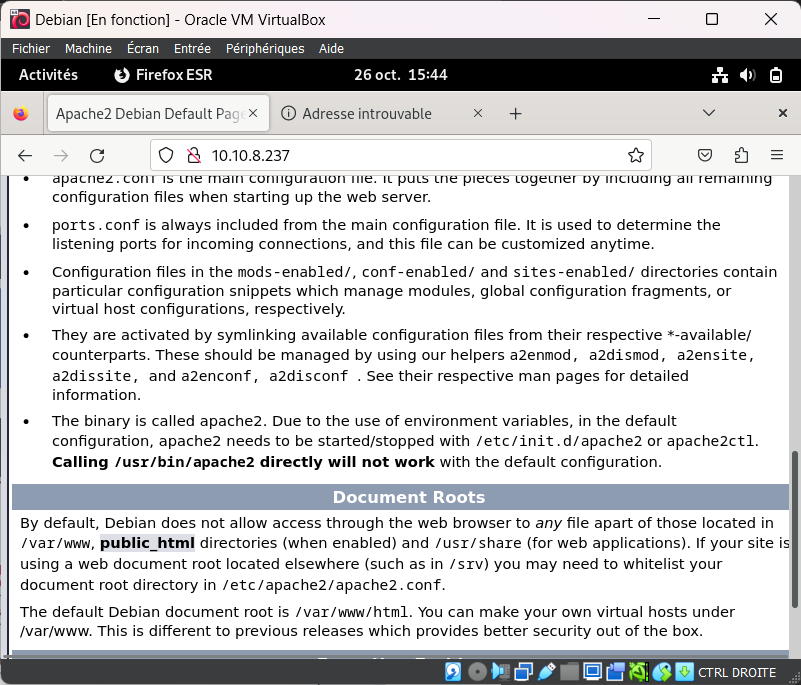 Debian [En fonction] - Oracle VM VirtualBox
Fichier Machine Écran Entrée Périphériques Aide
Activités Firefox ESR 26 oct. 15:44
Apache2 Debian Default Pag Adresse introuvable
10.10.8.237
apache2.conf is the main configuration file. It puts the pieces together by including all remaining
configuration files when starting up the web server.
ports.conf is always included from the main configuration file. It is used to determine the
listening ports for incoming connections, and this file can be customized anytime.
Configuration files in the mods-enabled/, conf-enabled/ and sites-enabled/ directories contain
particular configuration snippets which manage modules, global configuration fragments, or
virtual host configurations, respectively.
They are activated by symlinking available configuration files from their respective *-available/
counterparts. These should be managed by using our helpers a2enmod, a2dismod, a2ensite,
a2dissite, and a2enconf, a2disconf . See their respective man pages for detailed
information.
The binary is called apache2. Due to the use of environment variables, in the default
configuration, apache2 needs to be started/stopped with /etc/init.d/apache2 or apache2ctl.
Calling /usr/bin/apache2 directly will not work with the default configuration.
Document Roots
By default, Debian does not allow access through the web browser to any file apart of those located in
/var/www, public_html directories (when enabled) and /usr/share (for web applications). If your site is
using a web document root located elsewhere (such as in /srv) you may need to whitelist your
document root directory in /etc/apache2/apache2.conf.
The default Debian document root is /var/www/html. You can make your own virtual hosts under
/var/www. This is different to previous releases which provides better security out of the box.
CTRL DROITE